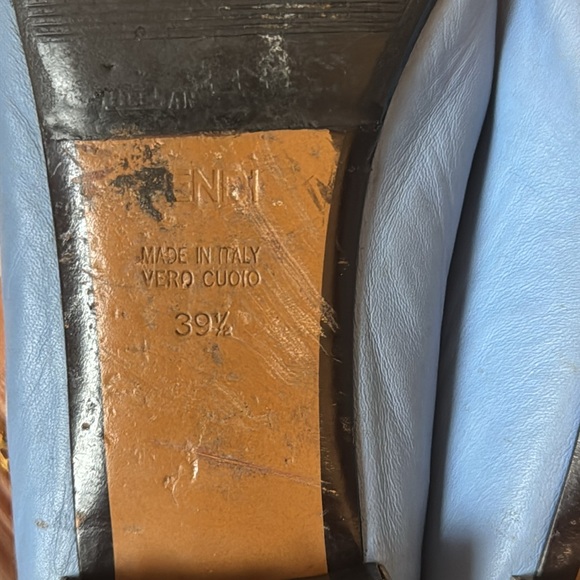 FENDI
MADE IN ITALY
VERO CUOIO
39½